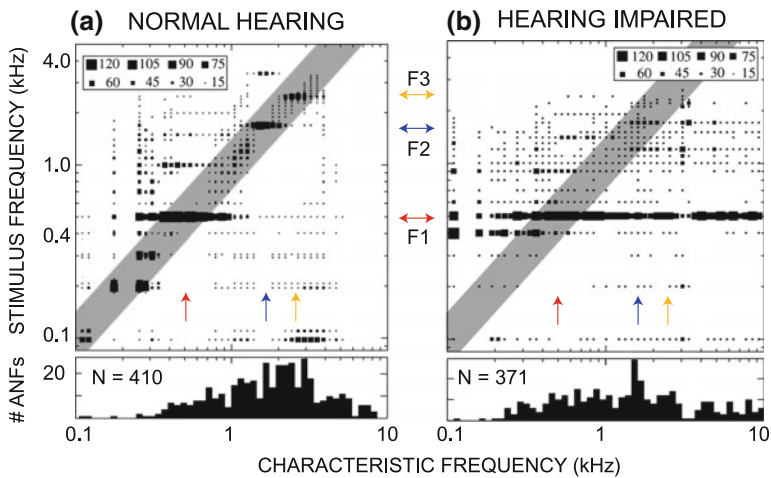 (a) NORMAL HEARING
(b) HEARING IMPAIRED
STIMULUS FREQUENCY (kHz)
4.0
1.0
0.4
0.1
120 105 90 75
60 45 30 15
120 105 90 75
60 45 30 15
F3
F2
F1
# ANFs
20
N = 410
N = 371
0.1 1 10
0.1 1 10
CHARACTERISTIC FREQUENCY (kHz)